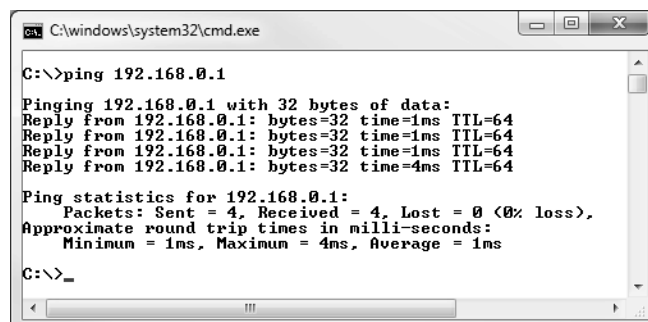 C:\windows\system32\cmd.exe
C:\>ping 192.168.0.1
Pinging 192.168.0.1 with 32 bytes of data:
Reply from 192.168.0.1: bytes=32 time=1ms TTL=64
Reply from 192.168.0.1: bytes=32 time=1ms TTL=64
Reply from 192.168.0.1: bytes=32 time=1ms TTL=64
Reply from 192.168.0.1: bytes=32 time=4ms TTL=64
Ping statistics for 192.168.0.1:
    Packets: Sent = 4, Received = 4, Lost = 0 (0% loss),
Approximate round trip times in milli-seconds:
    Minimum = 1ms, Maximum = 4ms, Average = 1ms
C:\>_